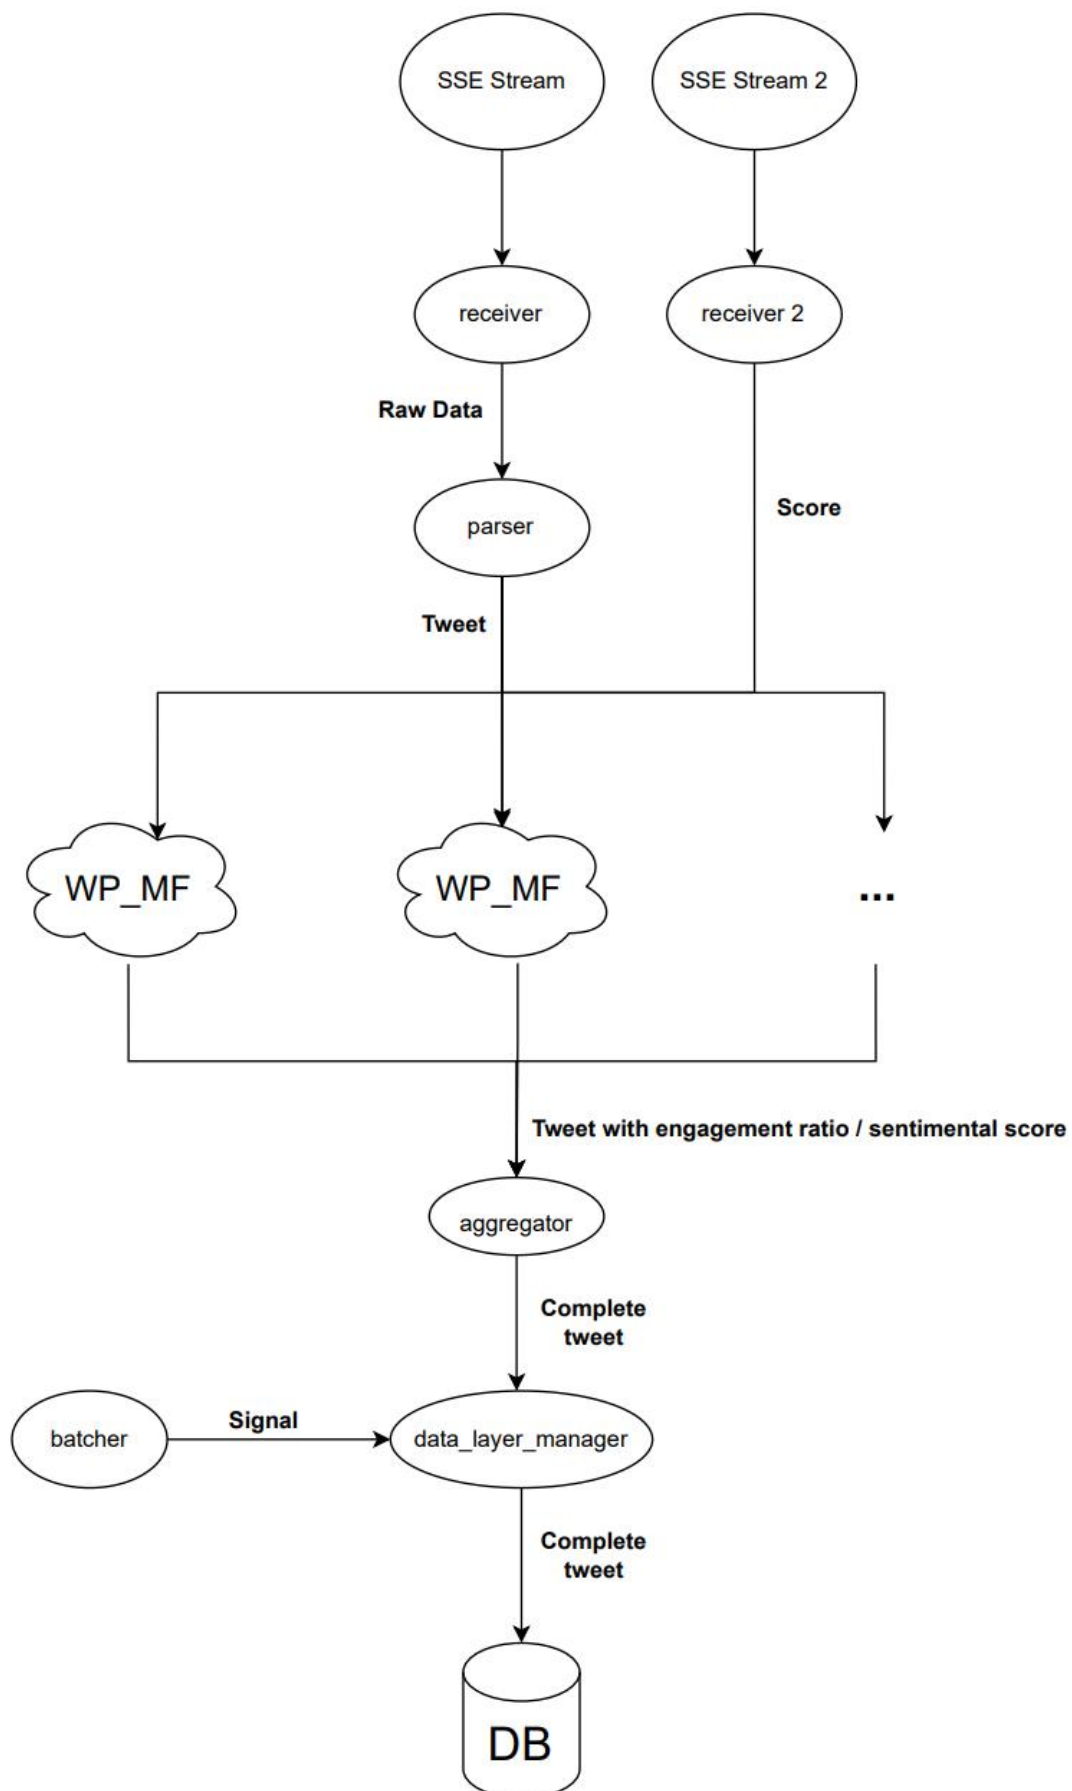 SSE Stream
SSE Stream 2
receiver
receiver 2
Raw Data
Score
parser
Tweet
WP_MF
WP_MF
...
Tweet with engagement ratio / sentimental score
aggregator
Complete
tweet
batcher
Signal
data_layer_manager
Complete
tweet
DB